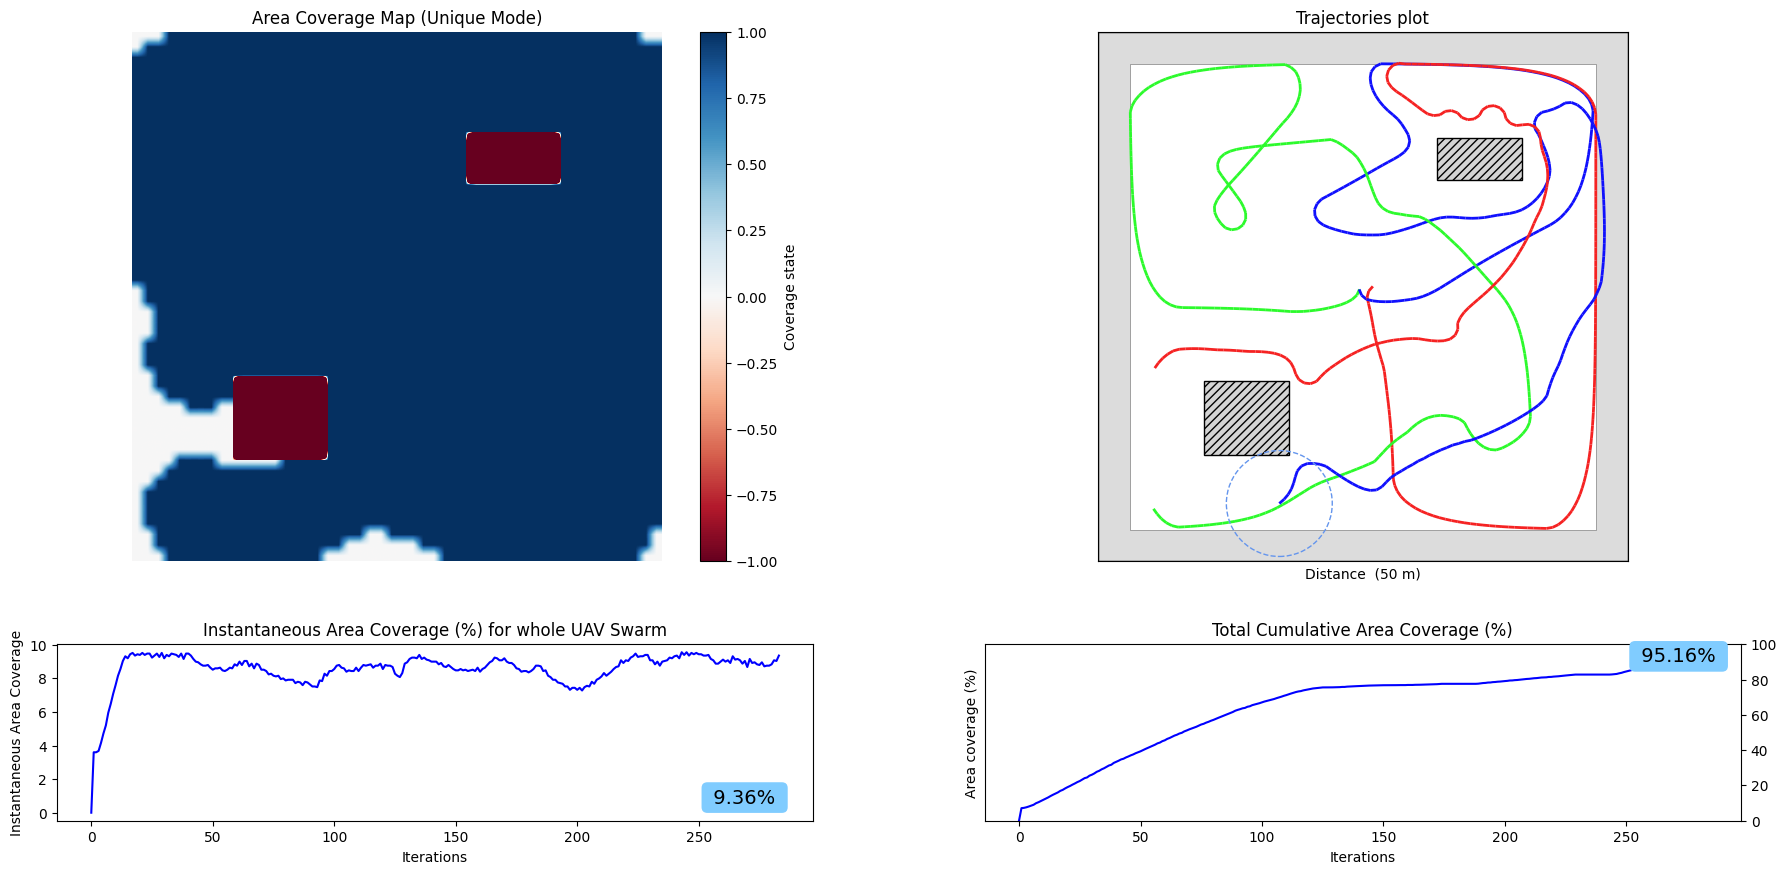 Area Coverage Map (Unique Mode)
1.00
0.75
0.50
0.25
0.00
−0.25
−0.50
−0.75
−1.00
Coverage state
Trajectories plot
Distance  (50 m)
Instantaneous Area Coverage (%) for whole UAV Swarm
Instantaneous Area Coverage
10
8
6
4
2
0
9.36%
0 50 100 150 200 250
Iterations
Total Cumulative Area Coverage (%)
Area coverage (%)
95.16%
100
80
60
40
20
0
0 50 100 150 200 250
Iterations